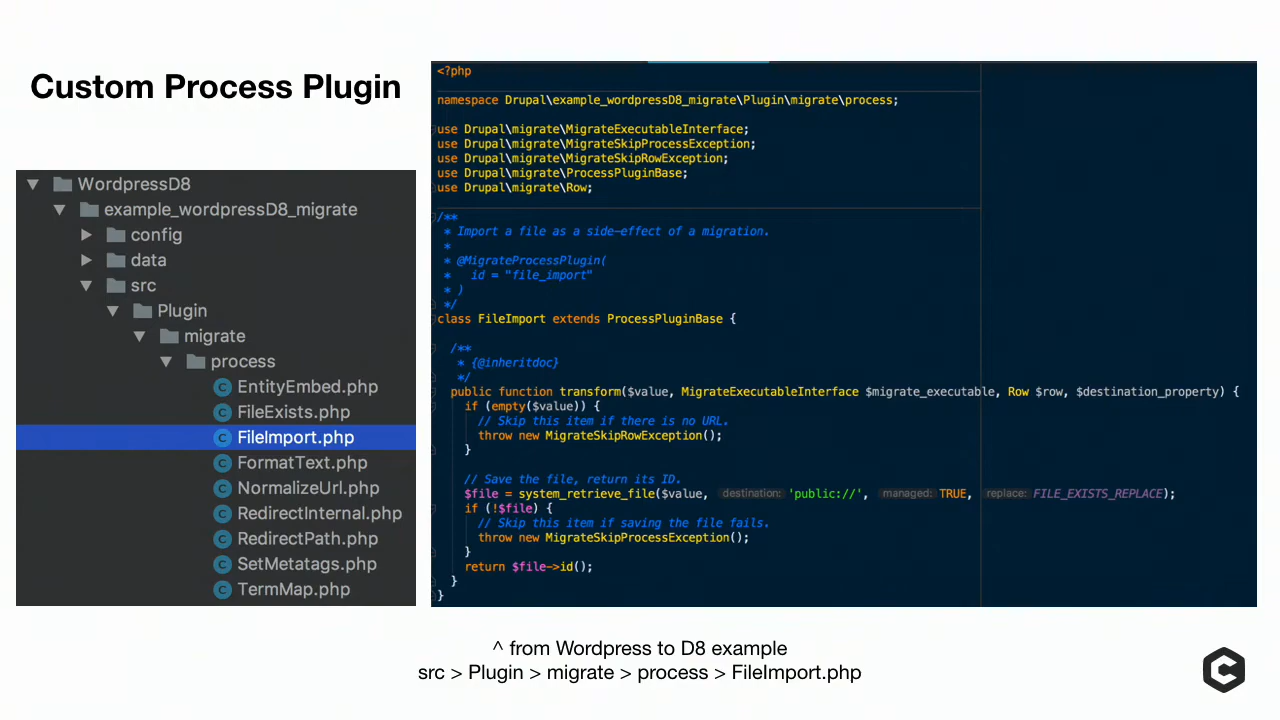 Custom Process Plugin
WordpressD8
example_wordpressD8_migrate
config
data
src
Plugin
migrate
process
EntityEmbed.php
FileExists.php
FileImport.php
FormatText.php
NormalizeUrl.php
RedirectInternal.php
RedirectPath.php
SetMetatags.php
TermMap.php
<?php
namespace Drupal\example_wordpressD8_migrate\Plugin\migrate\process;
use Drupal\migrate\MigrateExecutableInterface;
use Drupal\migrate\MigrateSkipProcessException;
use Drupal\migrate\MigrateSkipRowException;
use Drupal\migrate\ProcessPluginBase;
use Drupal\migrate\Row;
/**
* Import a file as a side-effect of a migration.
*
* @MigrateProcessPlugin(
*   id = "file_import"
* )
*/
class FileImport extends ProcessPluginBase {
/**
* {@inheritdoc}
*/
public function transform($value, MigrateExecutableInterface $migrate_executable, Row $row, $destination_property) {
if (empty($value)) {
// Skip this item if there is no URL.
throw new MigrateSkipRowException();
}
// Save the file, return its ID.
$file = system_retrieve_file($value, destination: 'public://', managed: TRUE, replace: FILE_EXISTS_REPLACE);
if (!$file) {
// Skip this item if saving the file fails.
throw new MigrateSkipProcessException();
}
return $file->id();
}
}
^ from Wordpress to D8 example
src > Plugin > migrate > process > FileImport.php